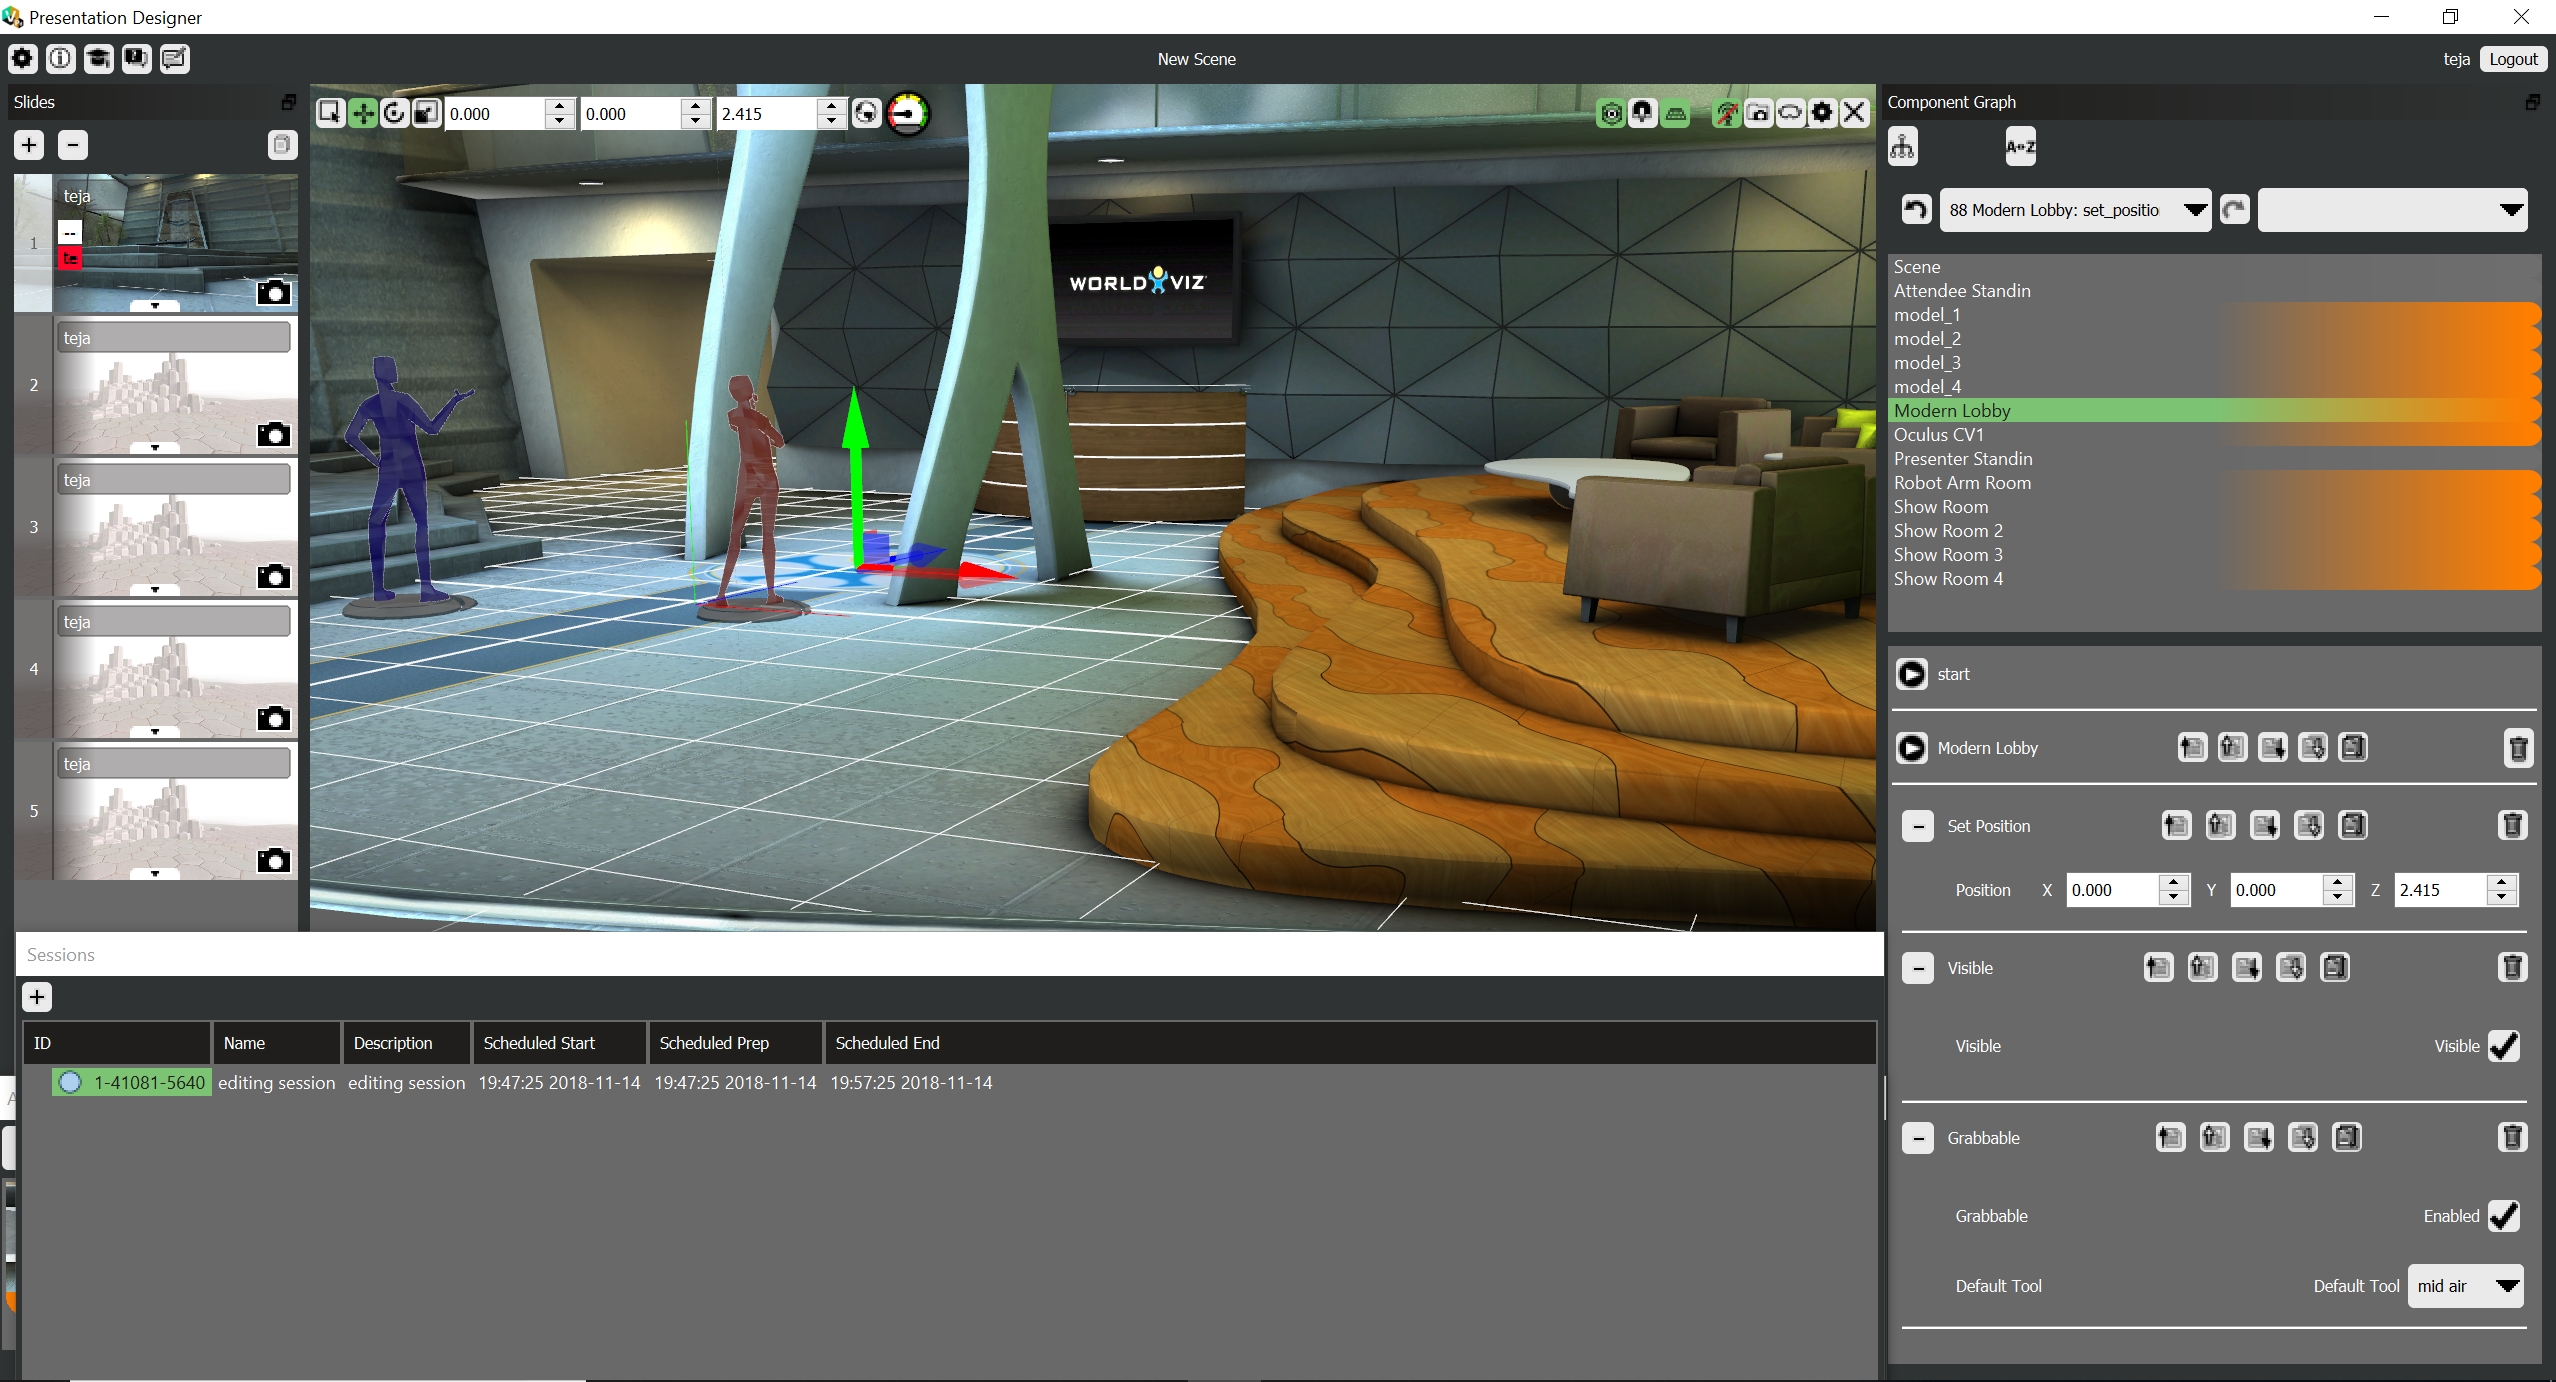 Presentation Designer
New Scene
teja
Logout
Slides
+
-
1
teja
--
te
2
teja
3
teja
4
teja
5
teja
0.000
0.000
2.415
WORLD VIZ
Component Graph
A↔Z
88 Modern Lobby: set_positio
Scene
Attendee Standin
model_1
model_2
model_3
model_4
Modern Lobby
Oculus CV1
Presenter Standin
Robot Arm Room
Show Room
Show Room 2
Show Room 3
Show Room 4
start
Modern Lobby
- Set Position
Position X 0.000 Y 0.000 Z 2.415
- Visible
Visible Visible
- Grabbable
Grabbable Enabled
Default Tool Default Tool mid air
Sessions
+
ID Name Description Scheduled Start Scheduled Prep Scheduled End
1-41081-5640 editing session editing session 19:47:25 2018-11-14 19:47:25 2018-11-14 19:57:25 2018-11-14
A